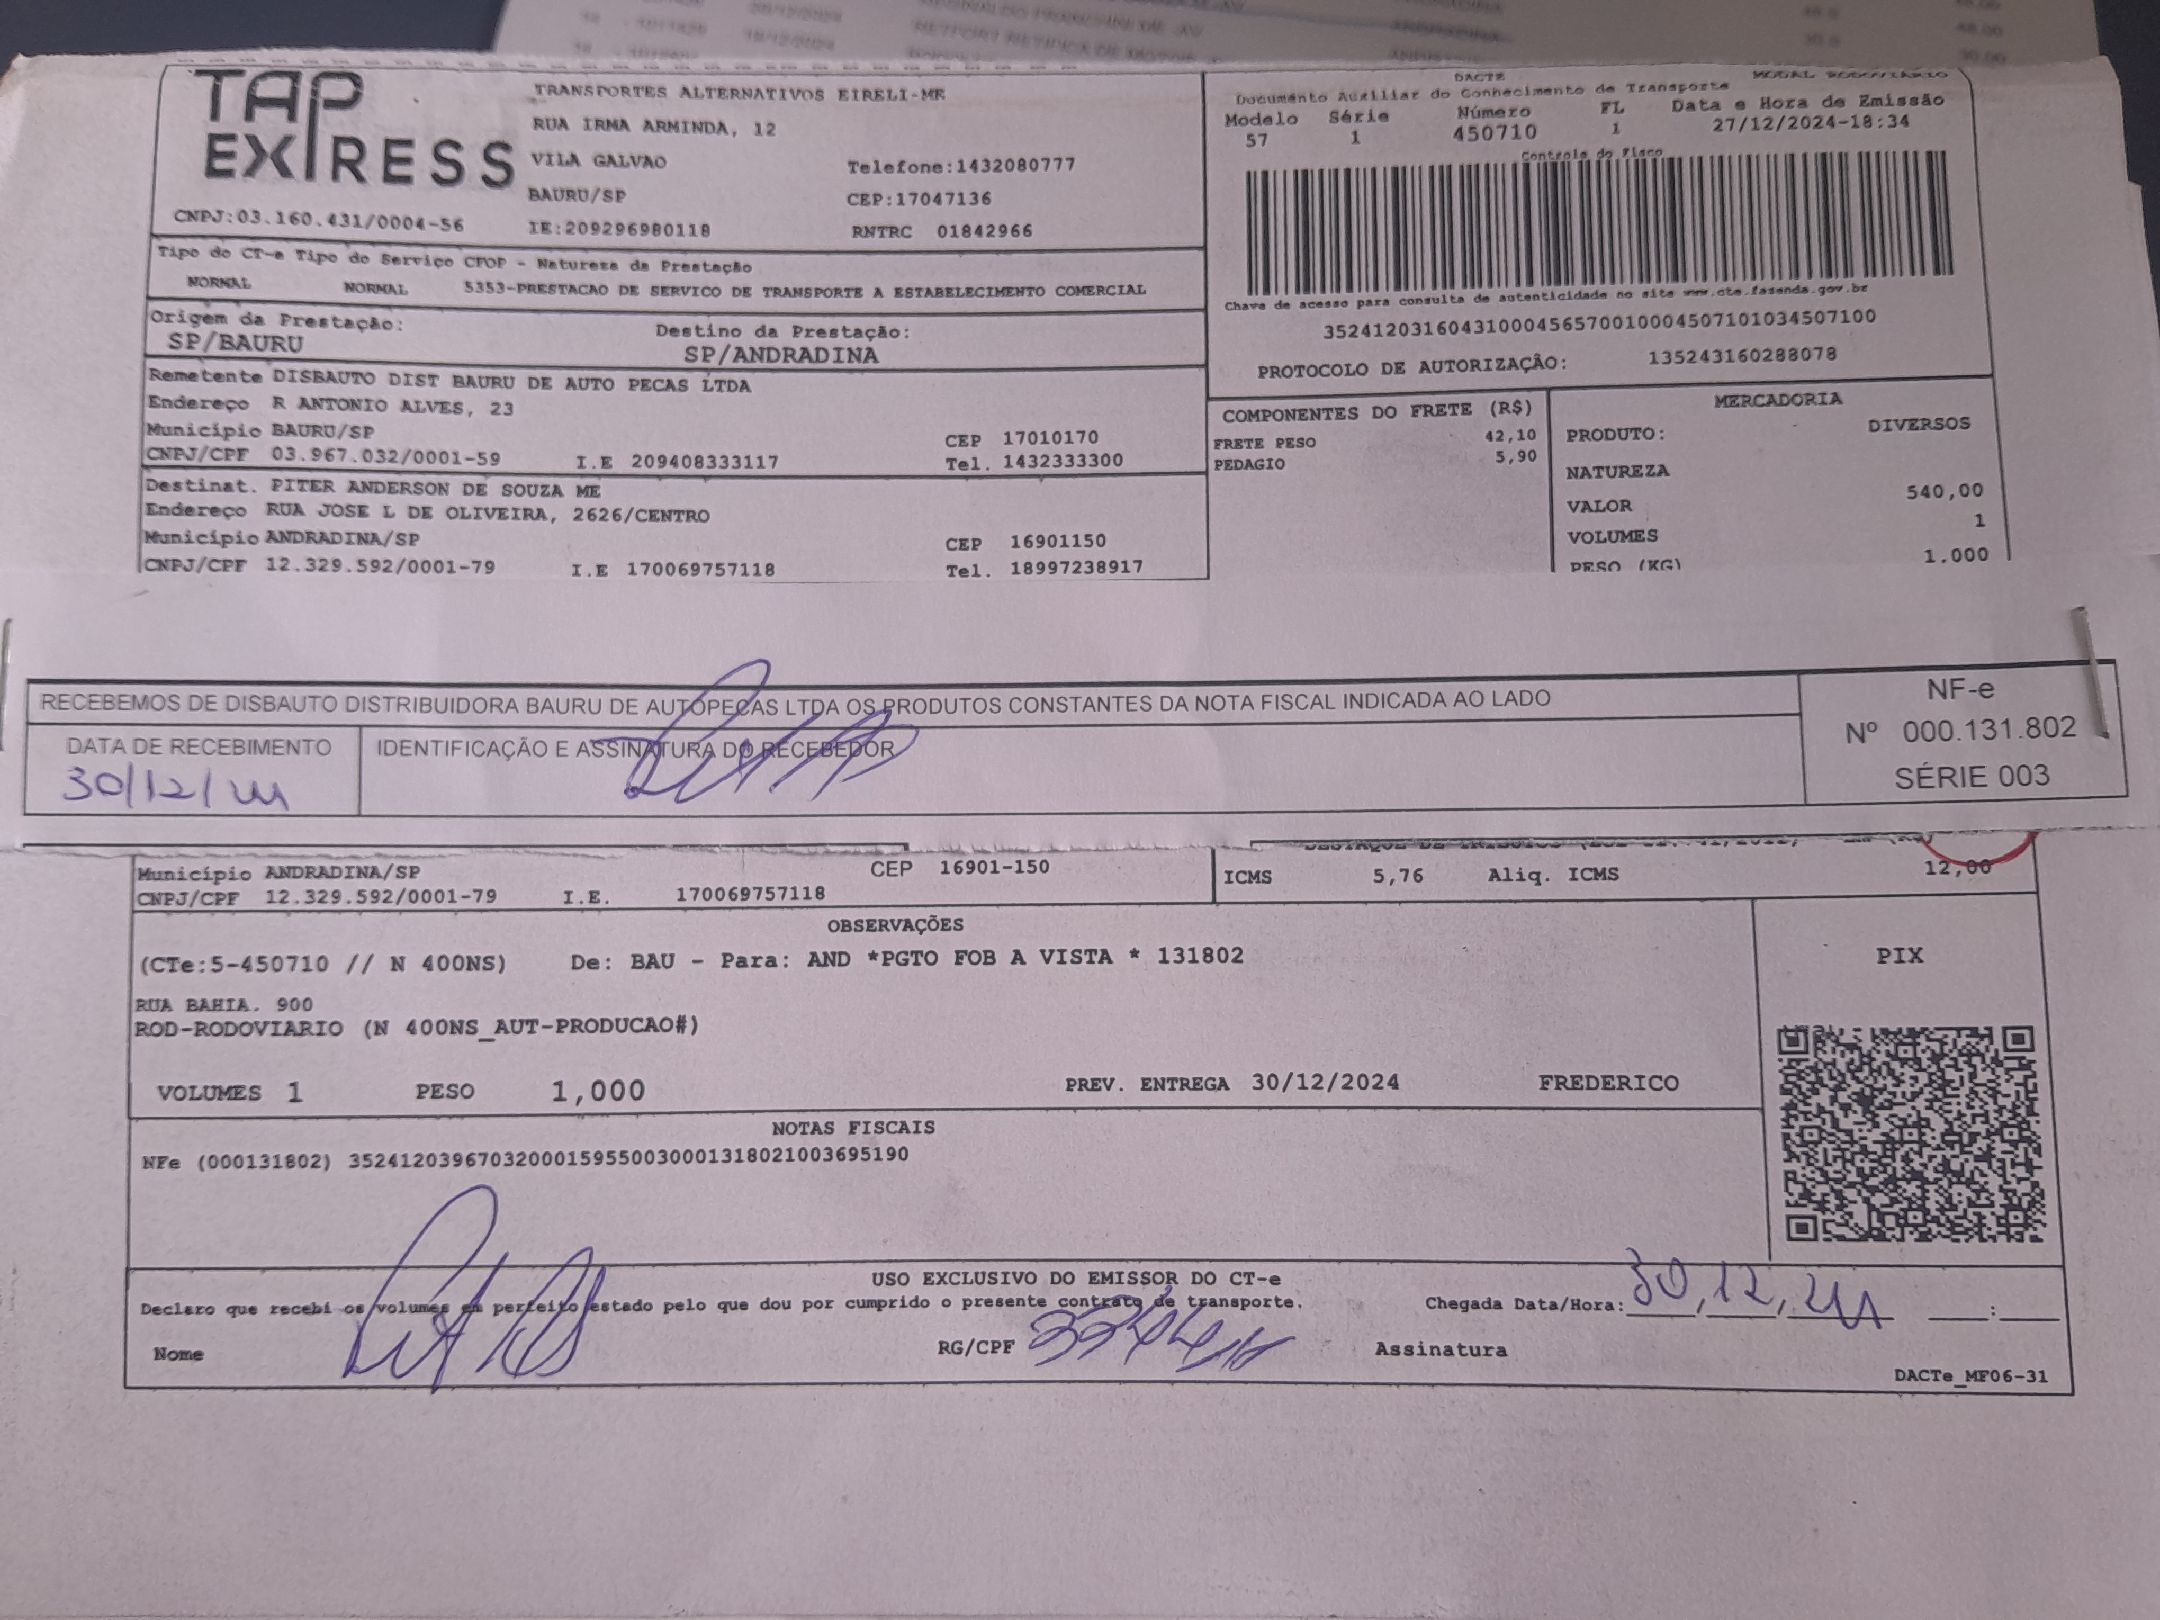 TAP EXPRESS
TRANSPORTES ALTERNATIVOS EIRELI-ME
RUA IRMA ARMINDA, 12
VILA GALVAO Telefone:1432080777
BAURU/SP CEP:17047136
CNPJ:03.160.431/0004-56 IE:209296980118 RNTRC 01842966
DACTE MODAL RODOVIÁRIO
Documento Auxiliar do Conhecimento de Transporte
Modelo Série Número FL Data e Hora de Emissão
57 1 450710 1 27/12/2024-18:34
Controle do Fisco
Chave de acesso para consulta de autenticidade no site www.cte.fazenda.gov.br
35241203160431000456570010004507101034507100
PROTOCOLO DE AUTORIZAÇÃO: 135243160288078
Tipo do CT-e Tipo do Serviço CFOP - Natureza da Prestação
NORMAL NORMAL 5353-PRESTACAO DE SERVICO DE TRANSPORTE A ESTABELECIMENTO COMERCIAL
Origem da Prestação: Destino da Prestação:
SP/BAURU SP/ANDRADINA
Remetente DISBAUTO DIST BAURU DE AUTO PECAS LTDA
Endereço R ANTONIO ALVES, 23
Município BAURU/SP CEP 17010170
CNPJ/CPF 03.967.032/0001-59 I.E 209408333117 Tel. 1432333300
Destinat. PITER ANDERSON DE SOUZA ME
Endereço RUA JOSE L DE OLIVEIRA, 2626/CENTRO
Município ANDRADINA/SP CEP 16901150
CNPJ/CPF 12.329.592/0001-79 I.E 170069757118 Tel. 18997238917
COMPONENTES DO FRETE (R$)
FRETE PESO 42,10
PEDAGIO 5,90
MERCADORIA
PRODUTO: DIVERSOS
NATUREZA
VALOR 540,00
VOLUMES 1
PESO (KG) 1.000
RECEBEMOS DE DISBAUTO DISTRIBUIDORA BAURU DE AUTOPECAS LTDA OS PRODUTOS CONSTANTES DA NOTA FISCAL INDICADA AO LADO
DATA DE RECEBIMENTO IDENTIFICAÇÃO E ASSINATURA DO RECEBEDOR
30/12/24
NF-e
Nº 000.131.802
SÉRIE 003
Município ANDRADINA/SP CEP 16901-150
CNPJ/CPF 12.329.592/0001-79 I.E. 170069757118
ICMS 5,76 Aliq. ICMS 12,00
OBSERVAÇÕES
(CTe:5-450710 // N 400NS) De: BAU - Para: AND *PGTO FOB A VISTA * 131802
RUA BAHIA, 900
ROD-RODOVIARIO (N 400NS_AUT-PRODUCAO#)
VOLUMES 1 PESO 1,000 PREV. ENTREGA 30/12/2024 FREDERICO
PIX
NOTAS FISCAIS
NFe (000131802) 35241203967032000159550030001318021003695190
USO EXCLUSIVO DO EMISSOR DO CT-e
Declaro que recebi os volumes em perfeito estado pelo que dou por cumprido o presente contrato de transporte. Chegada Data/Hora: 30,12,24 :
Nome RG/CPF Assinatura
DACTe_MF06-31